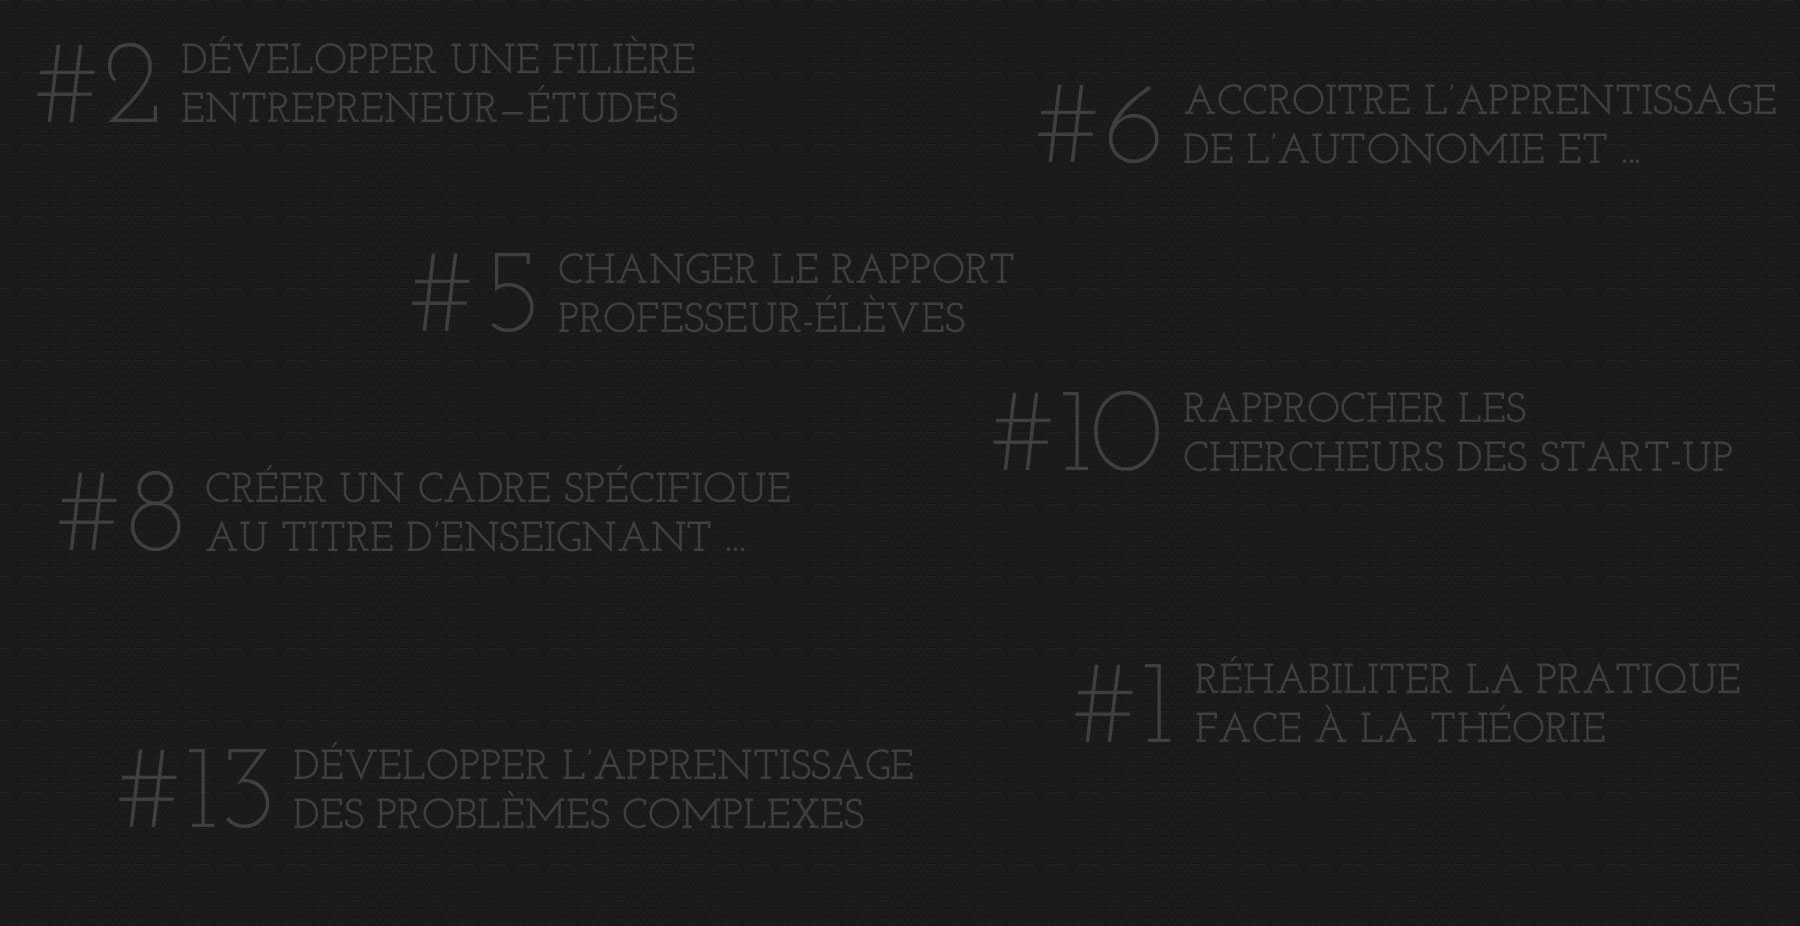 #2 DÉVELOPPER UNE FILIÈRE
ENTREPRENEUR–ÉTUDES
#6 ACCROITRE L'APPRENTISSAGE
DE L'AUTONOMIE ET ...
#5 CHANGER LE RAPPORT
PROFESSEUR-ÉLÈVES
#10 RAPPROCHER LES
CHERCHEURS DES START-UP
#8 CRÉER UN CADRE SPÉCIFIQUE
AU TITRE D'ENSEIGNANT ...
#1 RÉHABILITER LA PRATIQUE
FACE À LA THÉORIE
#13 DÉVELOPPER L'APPRENTISSAGE
DES PROBLÈMES COMPLEXES